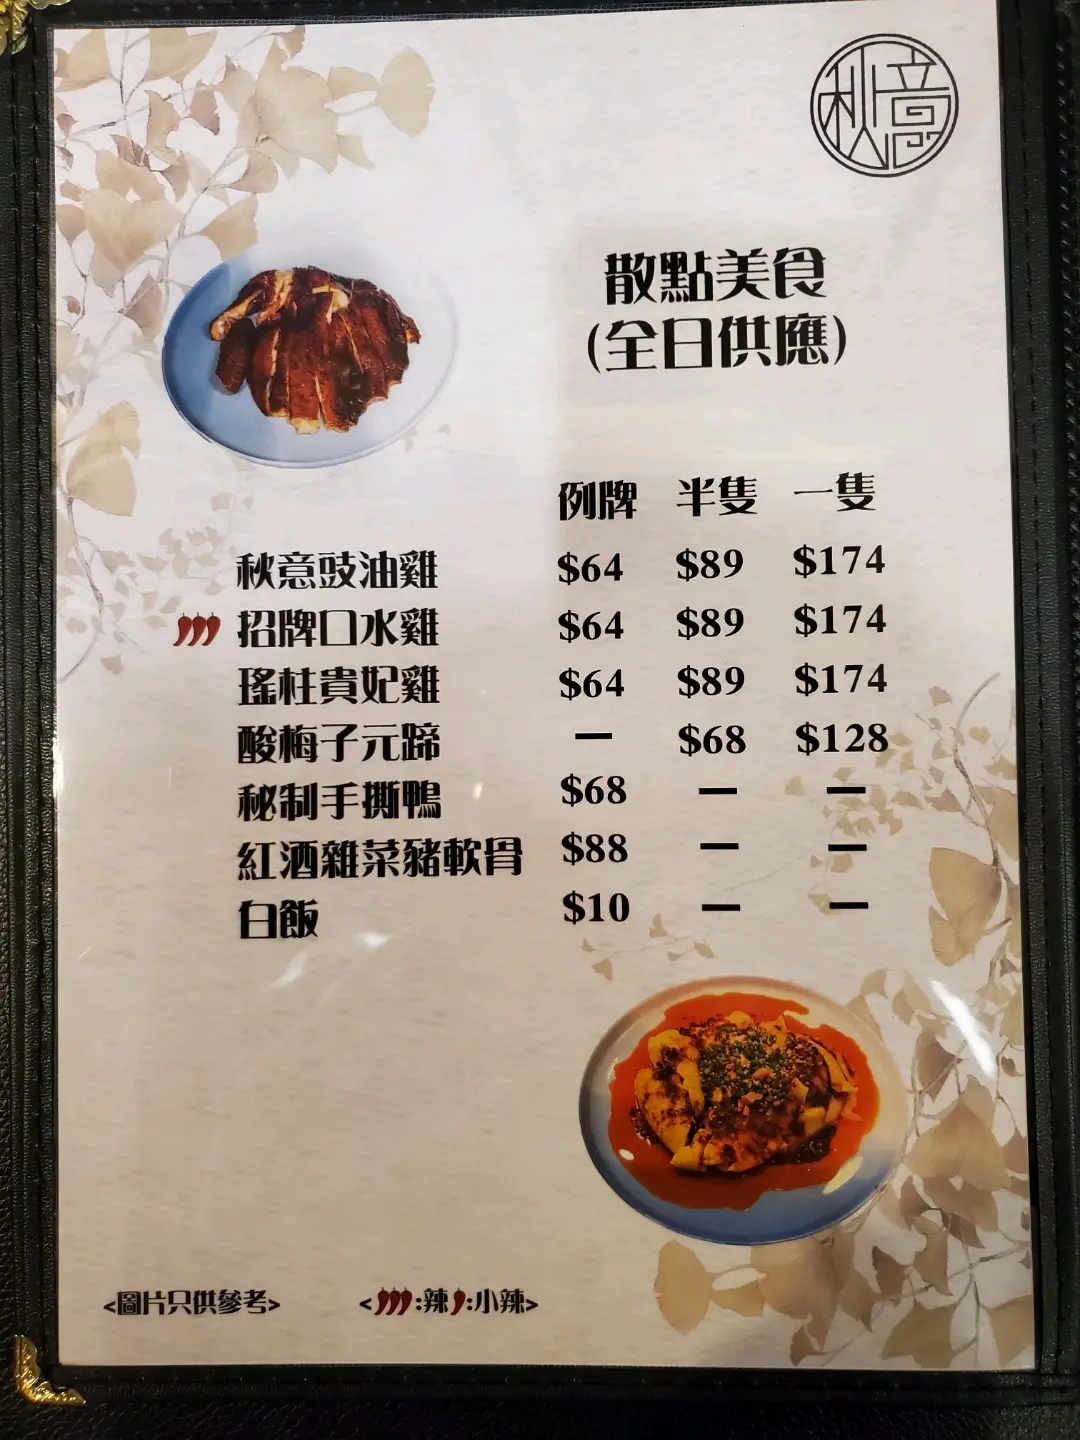 秋意
散點美食
(全日供應)
例牌 半隻 一隻
秋意豉油雞 $64 $89 $174
招牌口水雞 $64 $89 $174
瑤柱貴妃雞 $64 $89 $174
酸梅子元蹄 — $68 $128
秘制手撕鴨 $68 — —
紅酒雜菜豬軟骨 $88 — —
白飯 $10 — —
<圖片只供參考> < :辣 :小辣>